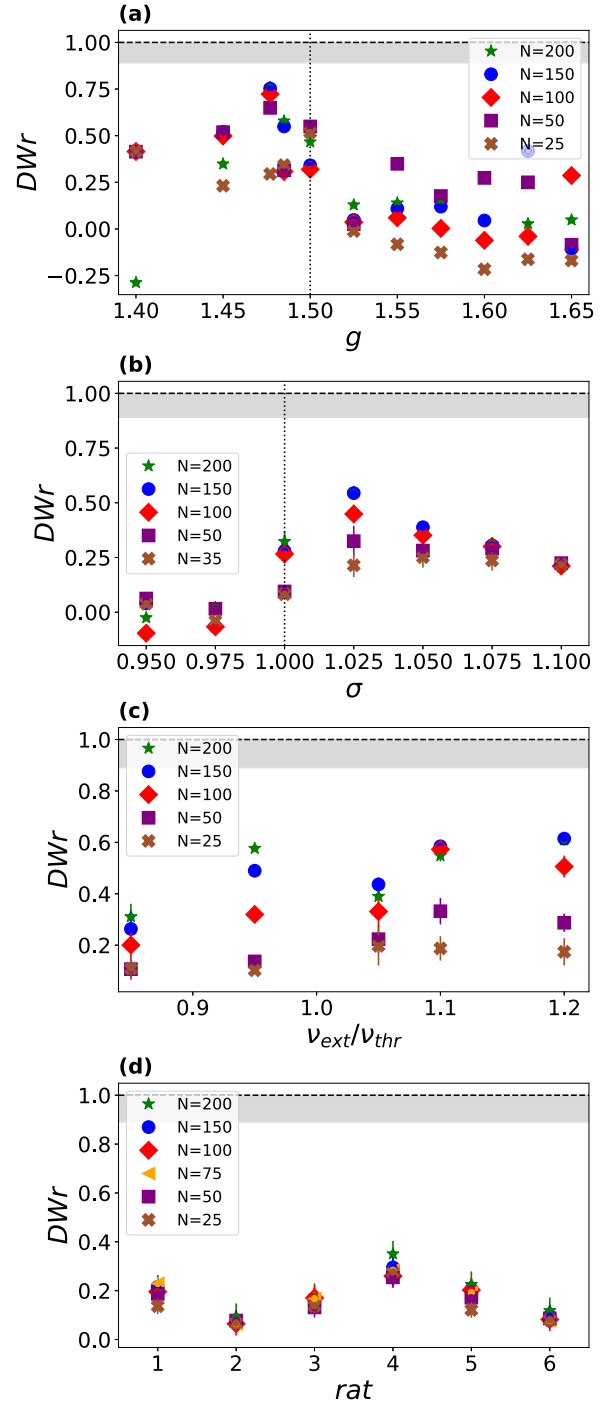 (a)
1.00
0.75
0.50
0.25
0.00
−0.25
DWr
N=200
N=150
N=100
N=50
N=25
1.40 1.45 1.50 1.55 1.60 1.65
g
(b)
1.00
0.75
0.50
0.25
0.00
DWr
N=200
N=150
N=100
N=50
N=35
0.950 0.975 1.000 1.025 1.050 1.075 1.100
σ
(c)
1.0
0.8
0.6
0.4
0.2
DWr
N=200
N=150
N=100
N=50
N=25
0.9 1.0 1.1 1.2
ν_ext/ν_thr
(d)
1.0
0.8
0.6
0.4
0.2
0.0
DWr
N=200
N=150
N=100
N=75
N=50
N=25
1 2 3 4 5 6
rat